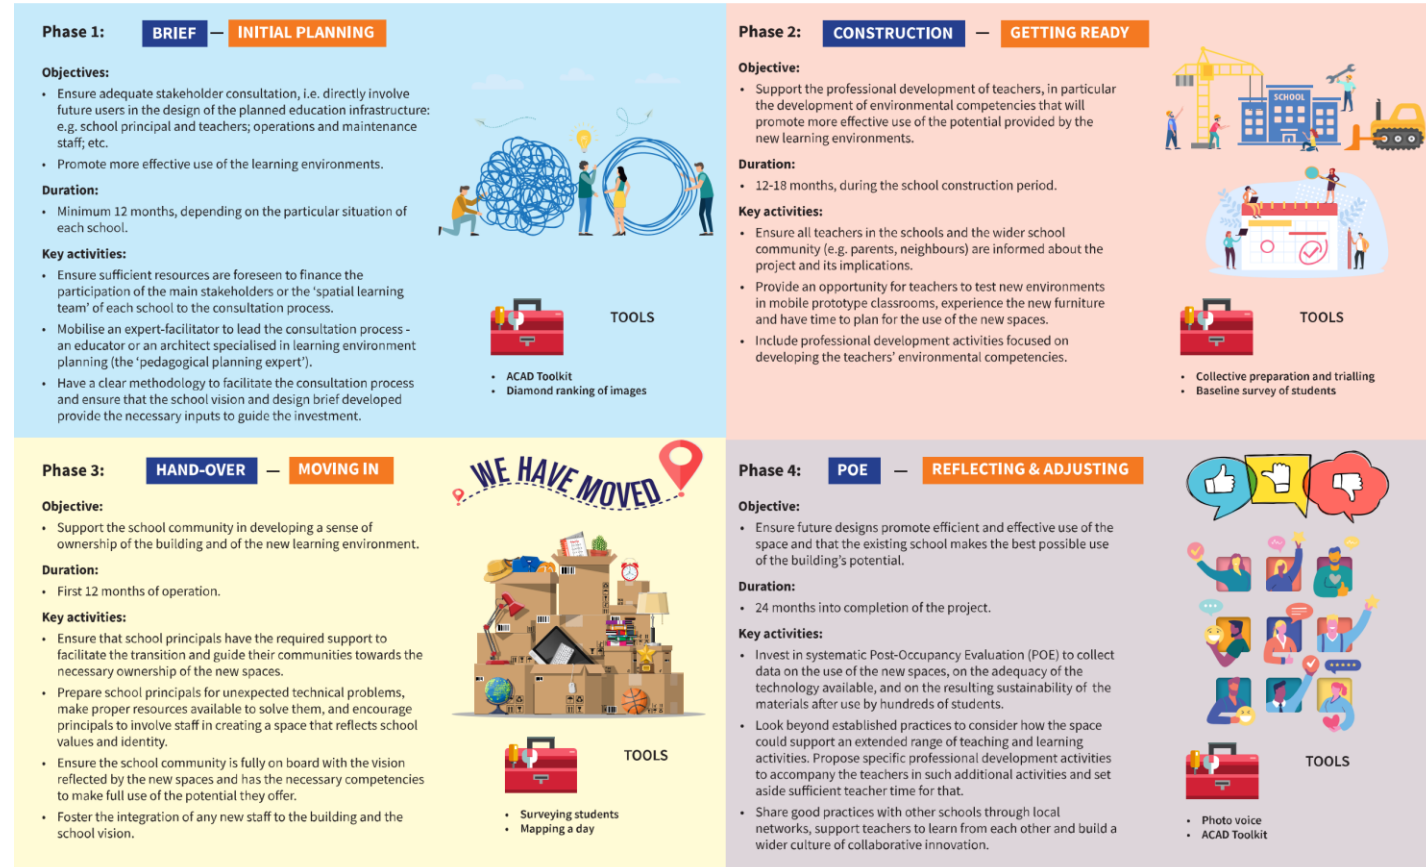 Phase 1: BRIEF — INITIAL PLANNING
Objectives:
• Ensure adequate stakeholder consultation, i.e. directly involve
future users in the design of the planned education infrastructure:
e.g. school principal and teachers; operations and maintenance
staff; etc.
• Promote more effective use of the learning environments.
Duration:
• Minimum 12 months, depending on the particular situation of
each school.
Key activities:
• Ensure sufficient resources are foreseen to finance the
participation of the main stakeholders or the ‘spatial learning
team’ of each school to the consultation process.
• Mobilise an expert-facilitator to lead the consultation process -
an educator or an architect specialised in learning environment
planning (the ‘pedagogical planning expert’).
• Have a clear methodology to facilitate the consultation process
and ensure that the school vision and design brief developed
provide the necessary inputs to guide the investment.
TOOLS
• ACAD Toolkit
• Diamond ranking of images
Phase 2: CONSTRUCTION — GETTING READY
Objective:
• Support the professional development of teachers, in particular
the development of environmental competencies that will
promote more effective use of the potential provided by the
new learning environments.
Duration:
• 12-18 months, during the school construction period.
Key activities:
• Ensure all teachers in the schools and the wider school
community (e.g. parents, neighbours) are informed about the
project and its implications.
• Provide an opportunity for teachers to test new environments
in mobile prototype classrooms, experience the new furniture
and have time to plan for the use of the new spaces.
• Include professional development activities focused on
developing the teachers’ environmental competencies.
SCHOOL
TOOLS
• Collective preparation and trialling
• Baseline survey of students
Phase 3: HAND-OVER — MOVING IN
Objective:
• Support the school community in developing a sense of
ownership of the building and of the new learning environment.
Duration:
• First 12 months of operation.
Key activities:
• Ensure that school principals have the required support to
facilitate the transition and guide their communities towards the
necessary ownership of the new spaces.
• Prepare school principals for unexpected technical problems,
make proper resources available to solve them, and encourage
principals to involve staff in creating a space that reflects school
values and identity.
• Ensure the school community is fully on board with the vision
reflected by the new spaces and has the necessary competencies
to make full use of the potential they offer.
• Foster the integration of any new staff to the building and the
school vision.
WE HAVE MOVED
TOOLS
• Surveying students
• Mapping a day
Phase 4: POE — REFLECTING & ADJUSTING
Objective:
• Ensure future designs promote efficient and effective use of the
space and that the existing school makes the best possible use
of the building’s potential.
Duration:
• 24 months into completion of the project.
Key activities:
• Invest in systematic Post-Occupancy Evaluation (POE) to collect
data on the use of the new spaces, on the adequacy of the
technology available, and on the resulting sustainability of the
materials after use by hundreds of students.
• Look beyond established practices to consider how the space
could support an extended range of teaching and learning
activities. Propose specific professional development activities
to accompany the teachers in such additional activities and set
aside sufficient teacher time for that.
• Share good practices with other schools through local
networks, support teachers to learn from each other and build a
wider culture of collaborative innovation.
TOOLS
• Photo voice
• ACAD Toolkit